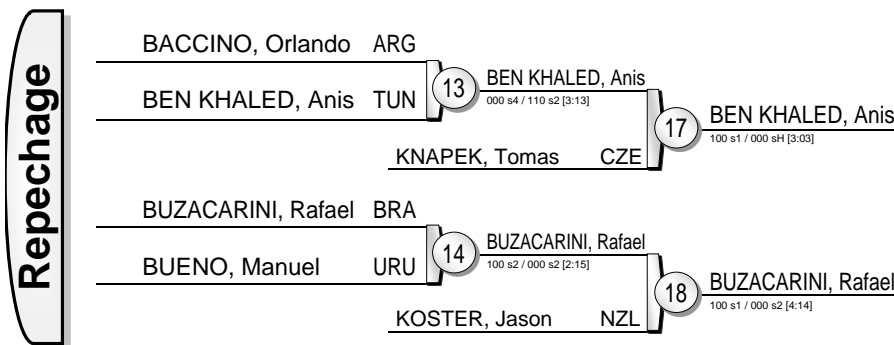 Repechage
BACCINO, Orlando ARG
BEN KHALED, Anis TUN
13
BEN KHALED, Anis
000 s4 / 110 s2 [3:13]
KNAPEK, Tomas CZE
17
BEN KHALED, Anis
100 s1 / 000 sH [3:03]
BUZACARINI, Rafael BRA
BUENO, Manuel URU
14
BUZACARINI, Rafael
100 s2 / 000 s2 [2:15]
KOSTER, Jason NZL
18
BUZACARINI, Rafael
100 s1 / 000 s2 [4:14]